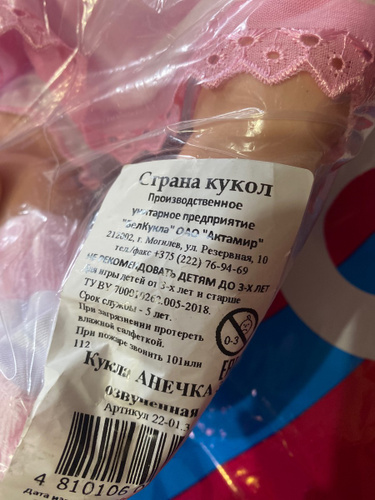 Страна кукол
Производственное
унитарное предприятие
"БелКукла" ОАО "Актамир"
212002, г. Могилев, ул. Резервная, 10
тел/факс +375 (222) 76-94-69
НЕ РЕКОМЕНДОВАТЬ ДЕТЯМ ДО 3-Х ЛЕТ
Для игры детей от 3-х лет и старше
ТУ BY 700070262.005-2018.
Срок службы - 5 лет.
При загрязнении протереть
влажной салфеткой.
При пожаре звонить 101или
112
0-3
Кукла АНЕЧКА
озвученная
Артикул 22-01.3
4 810106
Дата